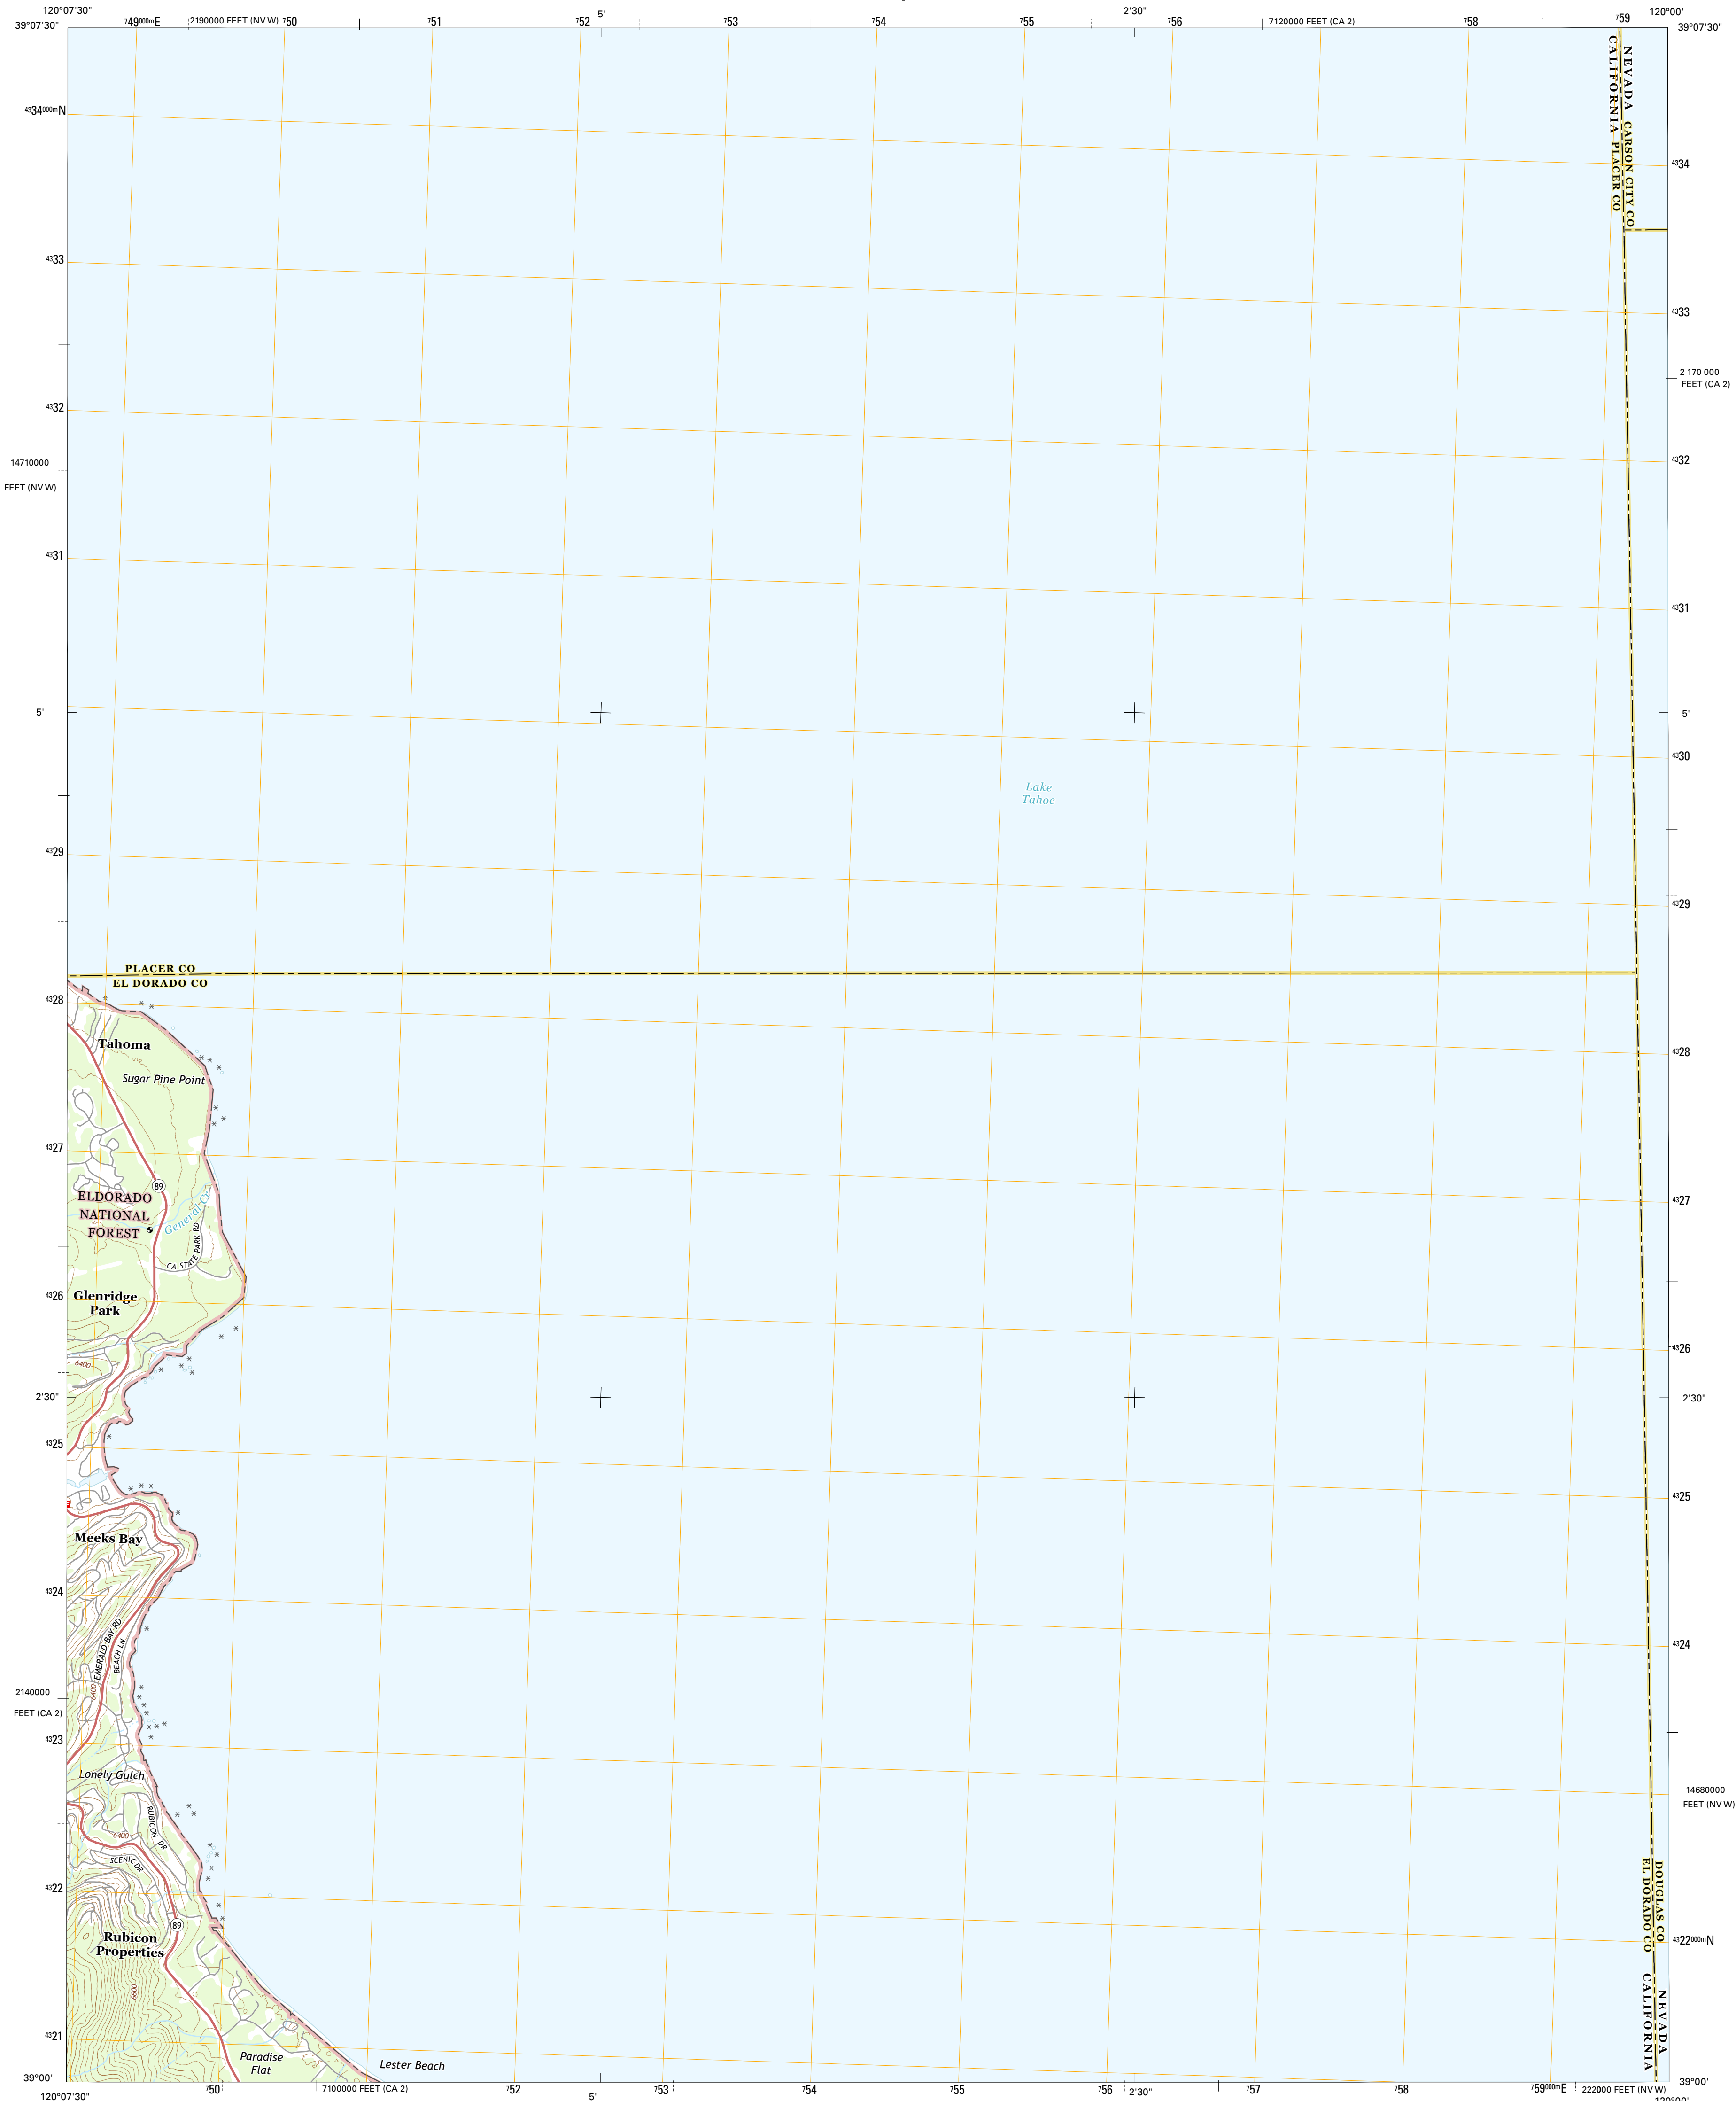 120°07'30"
749000mE
2190000 FEET (NV W)
750
751
752
5'
753
754
755
2'30"
756
7120000 FEET (CA 2)
758
759
120°00'
39°07'30"
39°07'30"
NEVADA CARSON CITY CO
CALIFORNIA PLACER CO
4334000mN
4334
4333
4333
2 170 000
FEET (CA 2)
4332
4332
14710000
FEET (NV W)
4331
4331
5'
5'
4330
Lake
Tahoe
4329
4329
PLACER CO
EL DORADO CO
4328
4328
Tahoma
Sugar Pine Point
4327
4327
89
ELDORADO
NATIONAL
FOREST
General Cr
CA STATE PARK RD
4326
Glenridge
Park
4326
6400
2'30"
2'30"
4325
4325
Meeks Bay
4324
4324
EMERALD BAY RD
BEACH LN
6400
2140000
FEET (CA 2)
4323
Lonely Gulch
14680000
FEET (NV W)
RUBICON DR
6400
SCENIC DR
DOUGLAS CO
EL DORADO CO
4322
89
Rubicon
Properties
4322000mN
6600
NEVADA
CALIFORNIA
4321
Paradise
Flat
Lester Beach
39°00'
39°00'
120°07'30"
750
7100000 FEET (CA 2)
752
5'
753
754
755
756
2'30"
757
758
759000mE
2220000 FEET (NV W)
120°00'